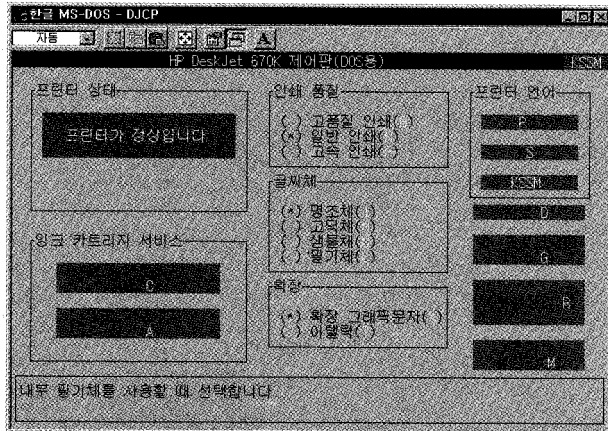 한글 MS-DOS - DJCP
자동
HP DeskJet 670K 제어판(DOS용)
KSSM
프린터 상태
프린터가 정상입니다
잉크 카트리지 서비스
C
A
인쇄 품질
( ) 고품질 인쇄( )
(*) 일반 인쇄( )
( ) 고속 인쇄( )
글씨체
(*) 명조체( )
( ) 고딕체( )
( ) 샘물체( )
( ) 필기체( )
확장
(*) 확장 그래픽문자( )
( ) 이탤릭( )
프린터 언어
P
S
KSSM
D
G
R
M
내부 필기체를 사용할 때 선택합니다